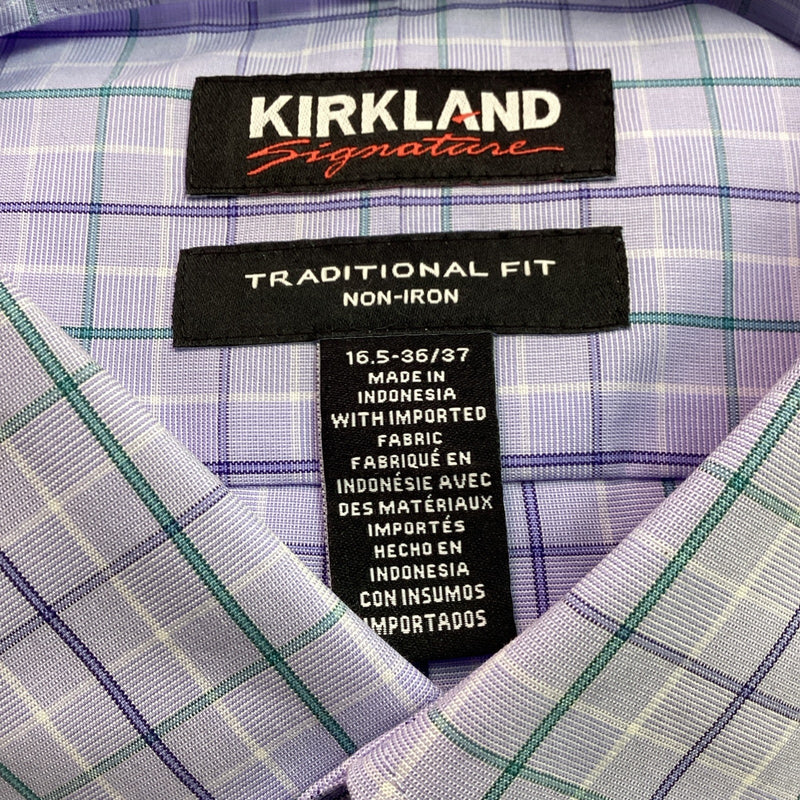 KIRKLAND
Signature
TRADITIONAL FIT
NON-IRON
16.5-36/37
MADE IN
INDONESIA
WITH IMPORTED
FABRIC
FABRIQUÉ EN
INDONÉSIE AVEC
DES MATÉRIAUX
IMPORTÉS
HECHO EN
INDONESIA
CON INSUMOS
IMPORTADOS